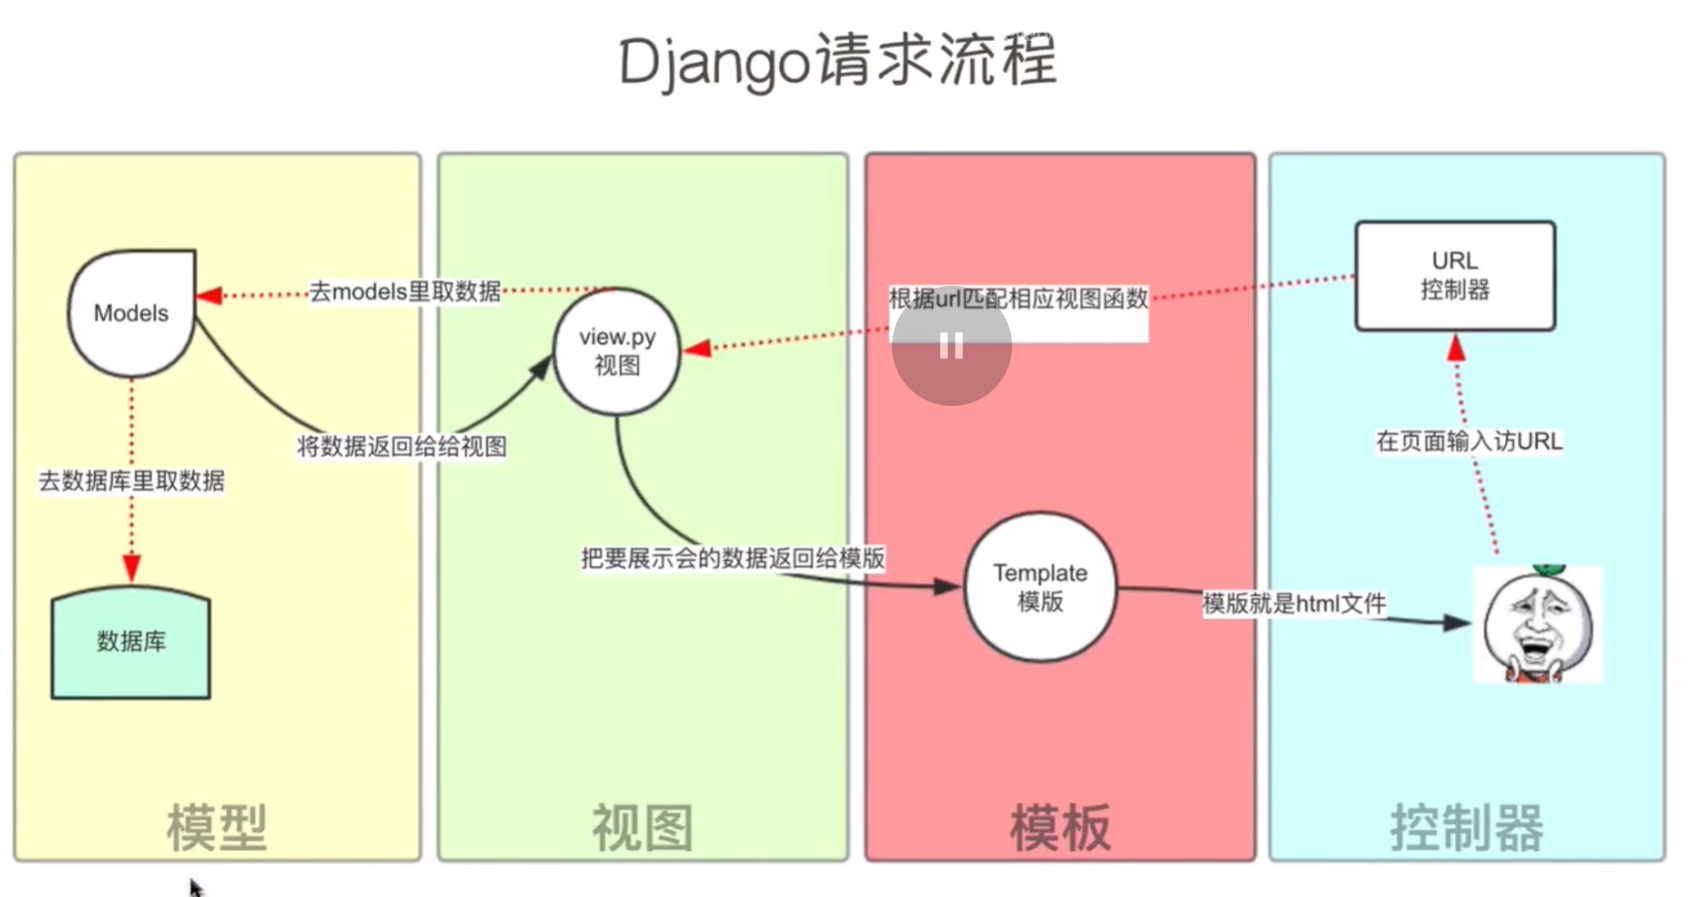 Django请求流程
Models
去models里取数据
将数据返回给给视图
去数据库里取数据
数据库
模型
view.py
视图
把要展示会的数据返回给模版
视图
根据url匹配相应视图函数
Template
模版
模版就是html文件
模板
URL
控制器
在页面输入访URL
控制器